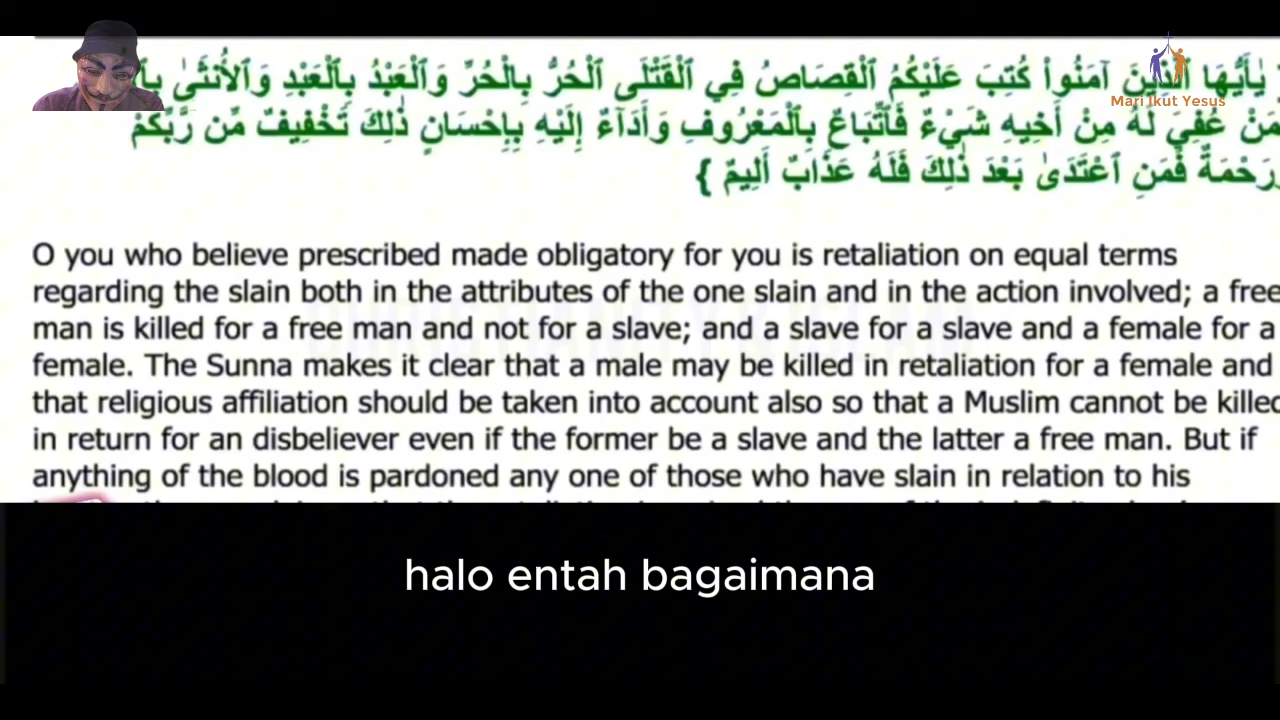 يَٰأَيُّهَا ٱلَّذِينَ آمَنُواْ كُتِبَ عَلَيْكُمُ ٱلْقِصَاصُ فِي ٱلْقَتْلَى ٱلْحُرُّ بِالْحُرِّ وَٱلْعَبْدُ بِٱلْعَبْدِ وَٱلأُنثَىٰ
عُفِيَ لَهُ مِنْ أَخِيهِ شَيْءٌ فَٱتِّبَاعٌ بِٱلْمَعْرُوفِ وَأَدَآءٌ إِلَيْهِ بِإِحْسَانٍ ذٰلِكَ تَخْفِيفٌ مِّن رَّبِّكُمْ
فَمَنِ ٱعْتَدَىٰ بَعْدَ ذٰلِكَ فَلَهُ عَذَابٌ أَلِيمٌ }
Mari Ikut Yesus
O you who believe prescribed made obligatory for you is retaliation on equal terms
regarding the slain both in the attributes of the one slain and in the action involved; a free
man is killed for a free man and not for a slave; and a slave for a slave and a female for a
female. The Sunna makes it clear that a male may be killed in retaliation for a female and
that religious affiliation should be taken into account also so that a Muslim cannot be killed
in return for an disbeliever even if the former be a slave and the latter a free man. But if
anything of the blood is pardoned any one of those who have slain in relation to his
halo entah bagaimana